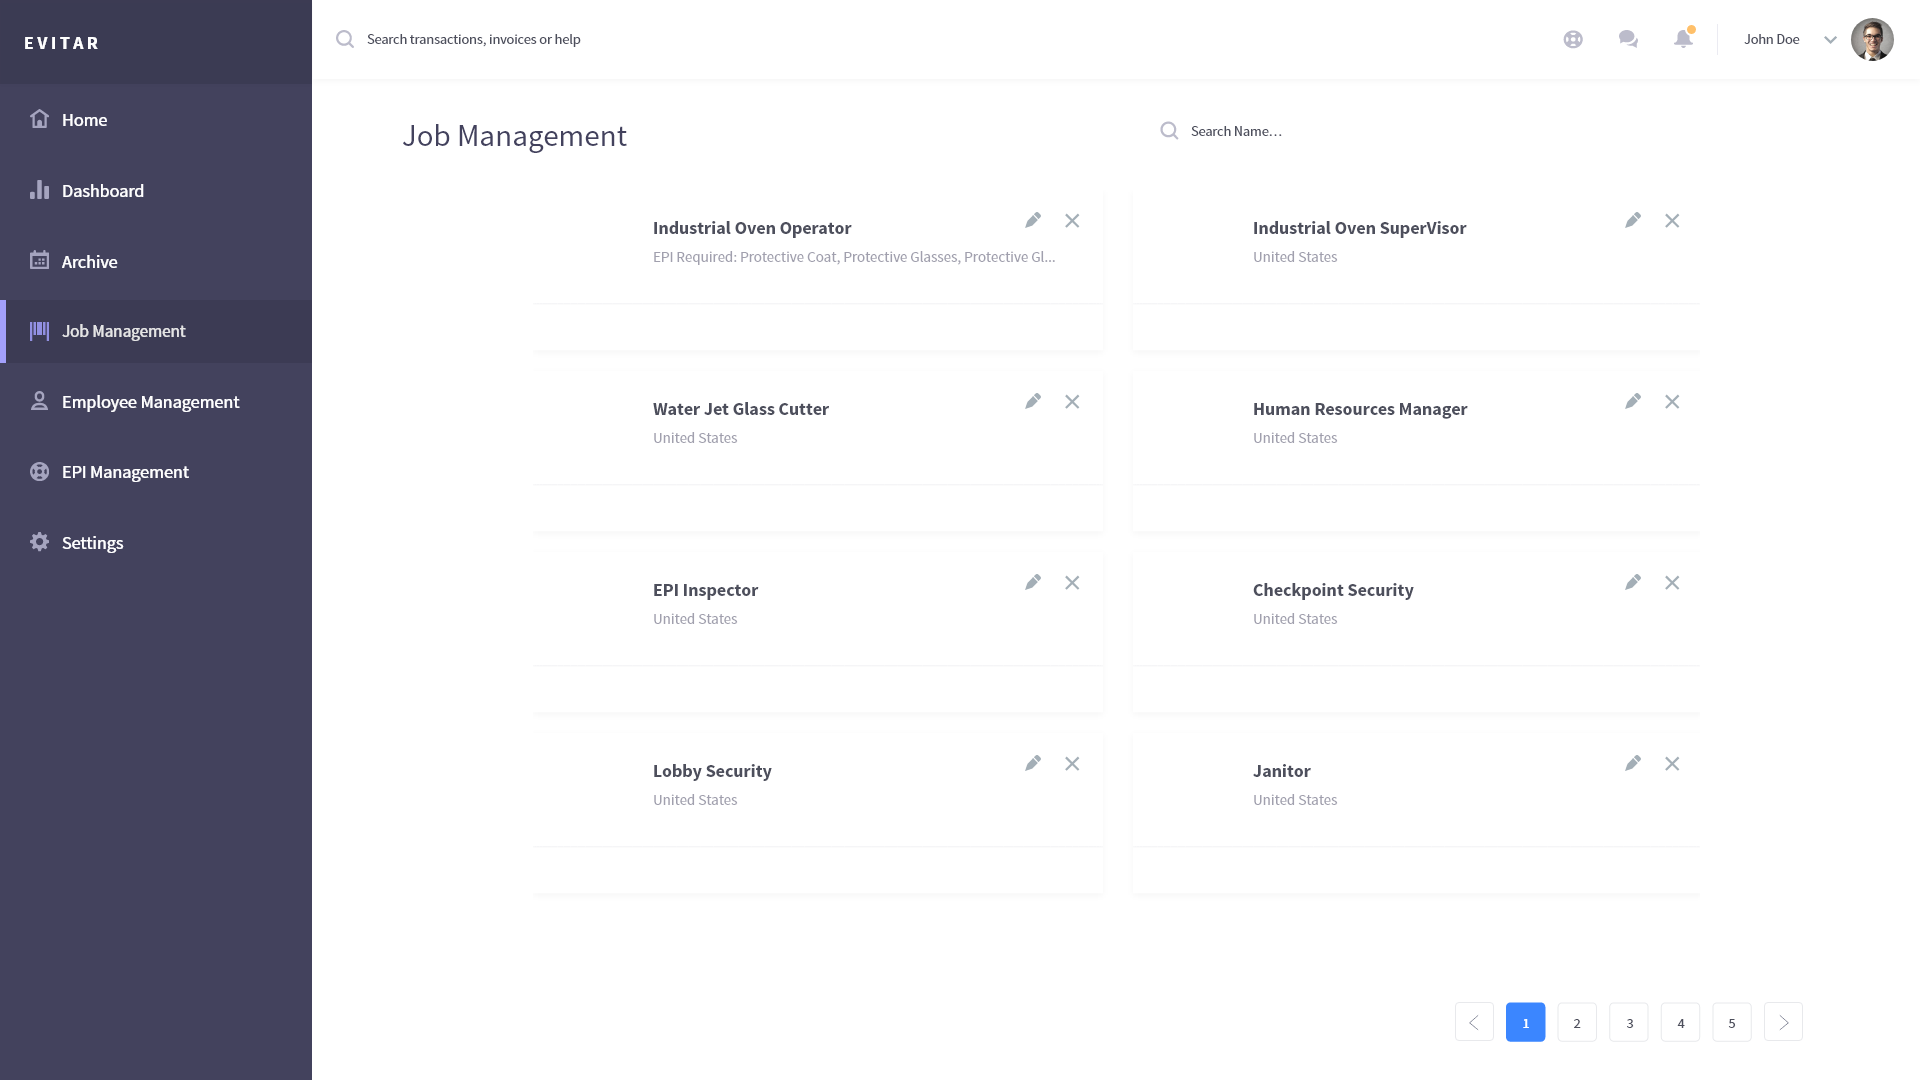 EVITAR
Search transactions, invoices or help
John Doe
Home
Dashboard
Archive
Job Management
Employee Management
EPI Management
Settings
Job Management
Search Name...
Industrial Oven Operator
EPI Required: Protective Coat, Protective Glasses, Protective Gl...
Industrial Oven SuperVisor
United States
Water Jet Glass Cutter
United States
Human Resources Manager
United States
EPI Inspector
United States
Checkpoint Security
United States
Lobby Security
United States
Janitor
United States
1 2 3 4 5